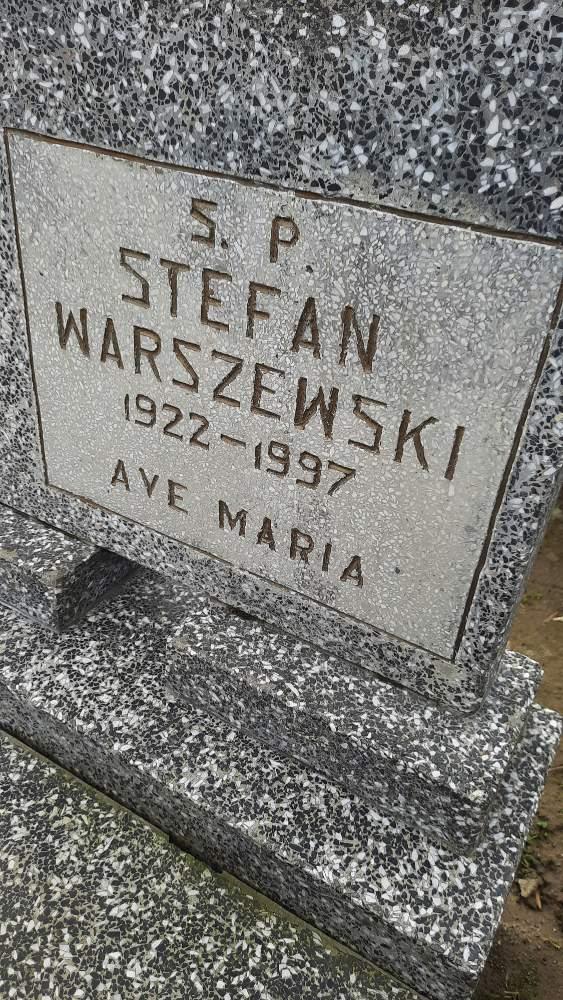 S. P.
STEFAN
WARSZEWSKI
1922-1997
AVE MARIA